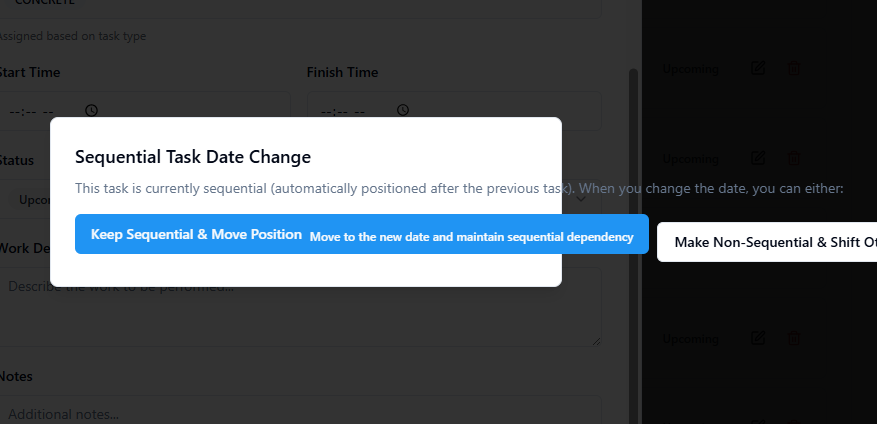 CONCRETE
Assigned based on task type
Start Time
Finish Time
--:-- --
--:-- --
Upcoming
Sequential Task Date Change
Status
Upcoming
This task is currently sequential (automatically positioned after the previous task). When you change the date, you can either:
Keep Sequential & Move Position Move to the new date and maintain sequential dependency
Make Non-Sequential & Shift Ot
Work De
Describe the work to be performed...
Upcoming
Notes
Additional notes...